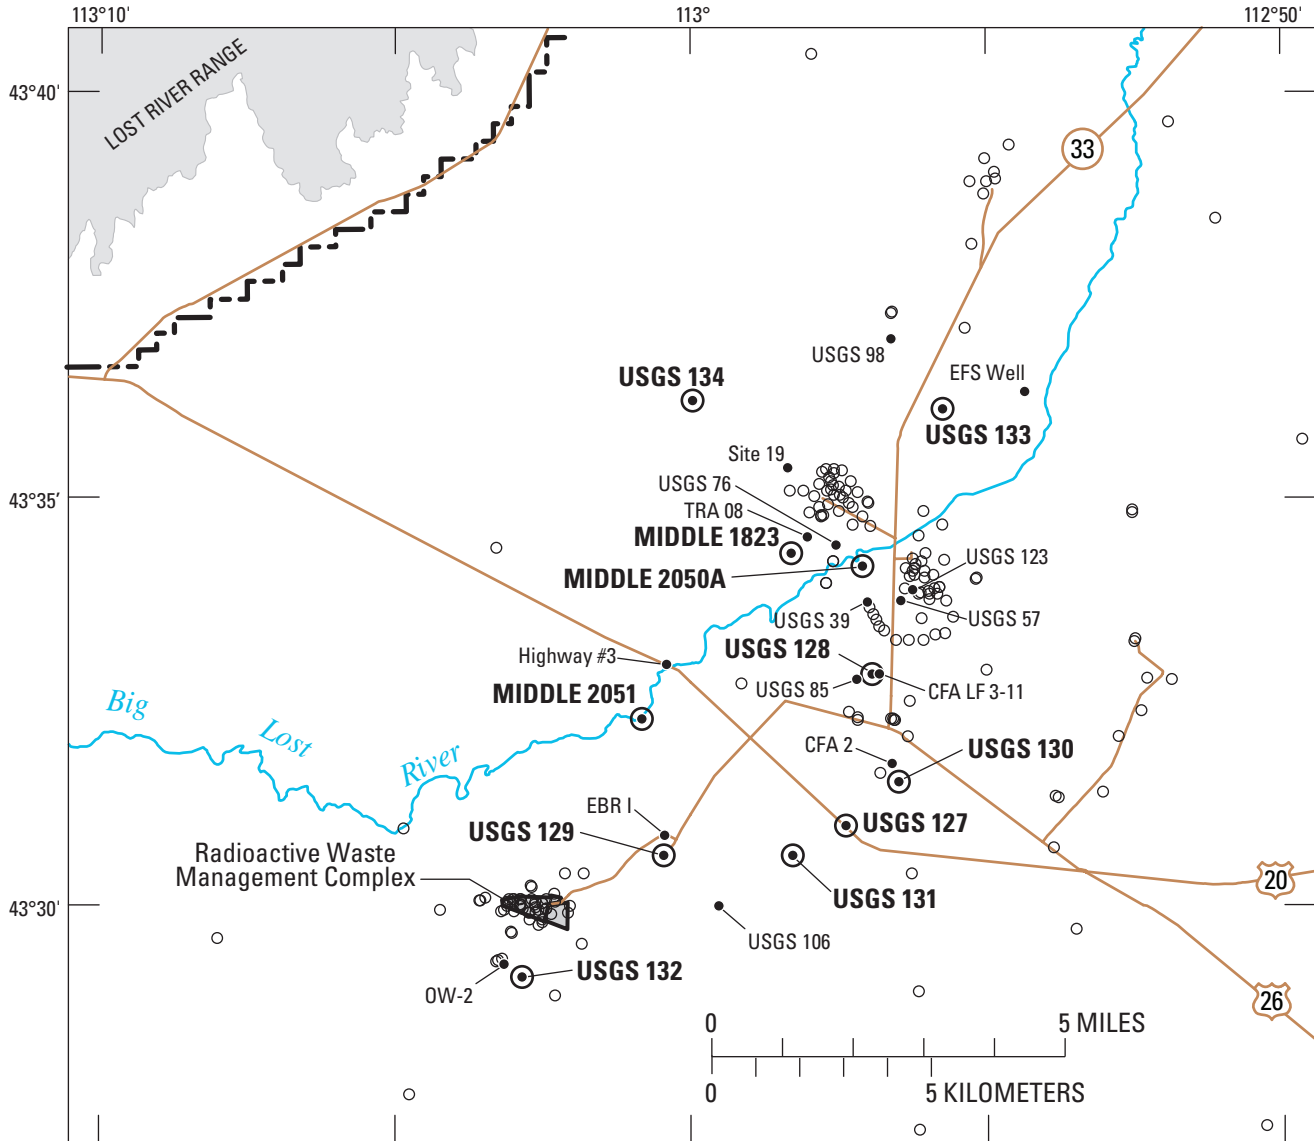 113°10'
113°
112°50'
43°40'
LOST RIVER RANGE
33
USGS 98
EFS Well
USGS 134
USGS 133
Site 19
43°35'
USGS 76
TRA 08
MIDDLE 1823
MIDDLE 2050A
USGS 123
USGS 39
USGS 57
USGS 128
Highway #3
USGS 85
CFA LF 3-11
MIDDLE 2051
Big
Lost
River
CFA 2
USGS 130
EBR I
USGS 129
USGS 127
Radioactive Waste
Management Complex
USGS 131
20
43°30'
USGS 106
USGS 132
OW-2
26
0
5 MILES
0
5 KILOMETERS